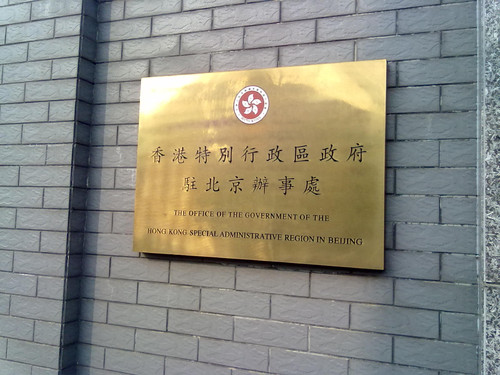 香港特別行政區政府
駐北京辦事處
THE OFFICE OF THE GOVERNMENT OF THE
HONG KONG SPECIAL ADMINISTRATIVE REGION IN BEIJING